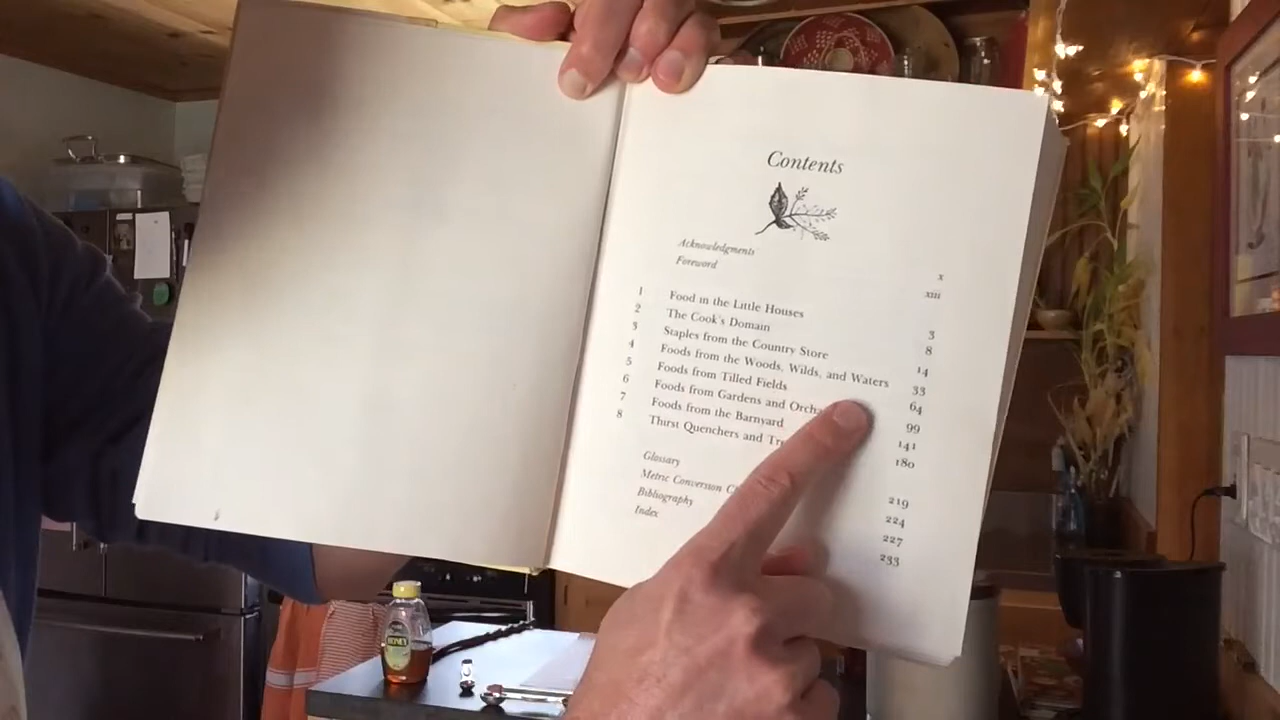 Contents
Acknowledgments x
Foreword xiii
1 Food in the Little Houses 3
2 The Cook's Domain 8
3 Staples from the Country Store 14
4 Foods from the Woods, Wilds, and Waters 33
5 Foods from Tilled Fields 64
6 Foods from Gardens and 99
7 Foods from the Barnyard 141
8 Thirst Quenchers and 180
Glossary 219
Metric Conversion 224
Bibliography 227
Index 233
HONEY